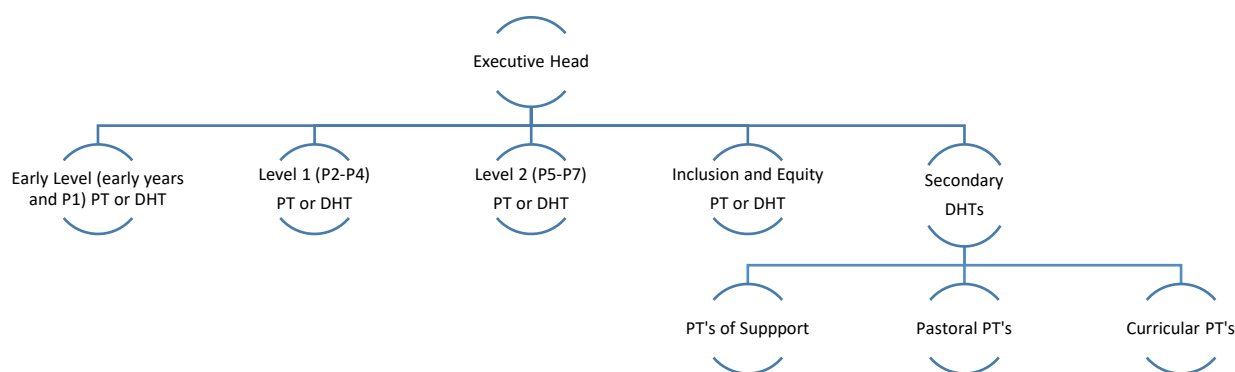 Executive Head
Early Level (early years
and P1) PT or DHT
Level 1 (P2-P4)
PT or DHT
Level 2 (P5-P7)
PT or DHT
Inclusion and Equity
PT or DHT
Secondary
DHTs
PT's of Suppport
Pastoral PT's
Curricular PT's